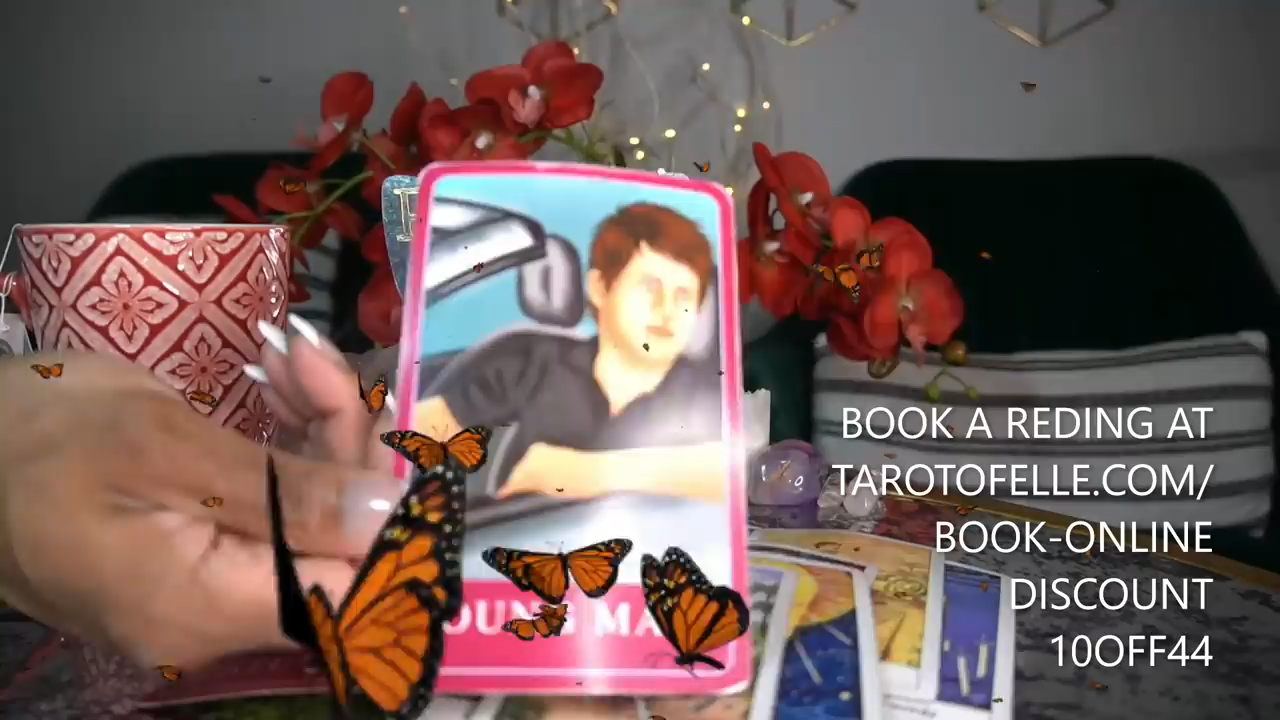 BOOK A REDING AT
TAROTOFELLE.COM/
BOOK-ONLINE
DISCOUNT
10OFF44